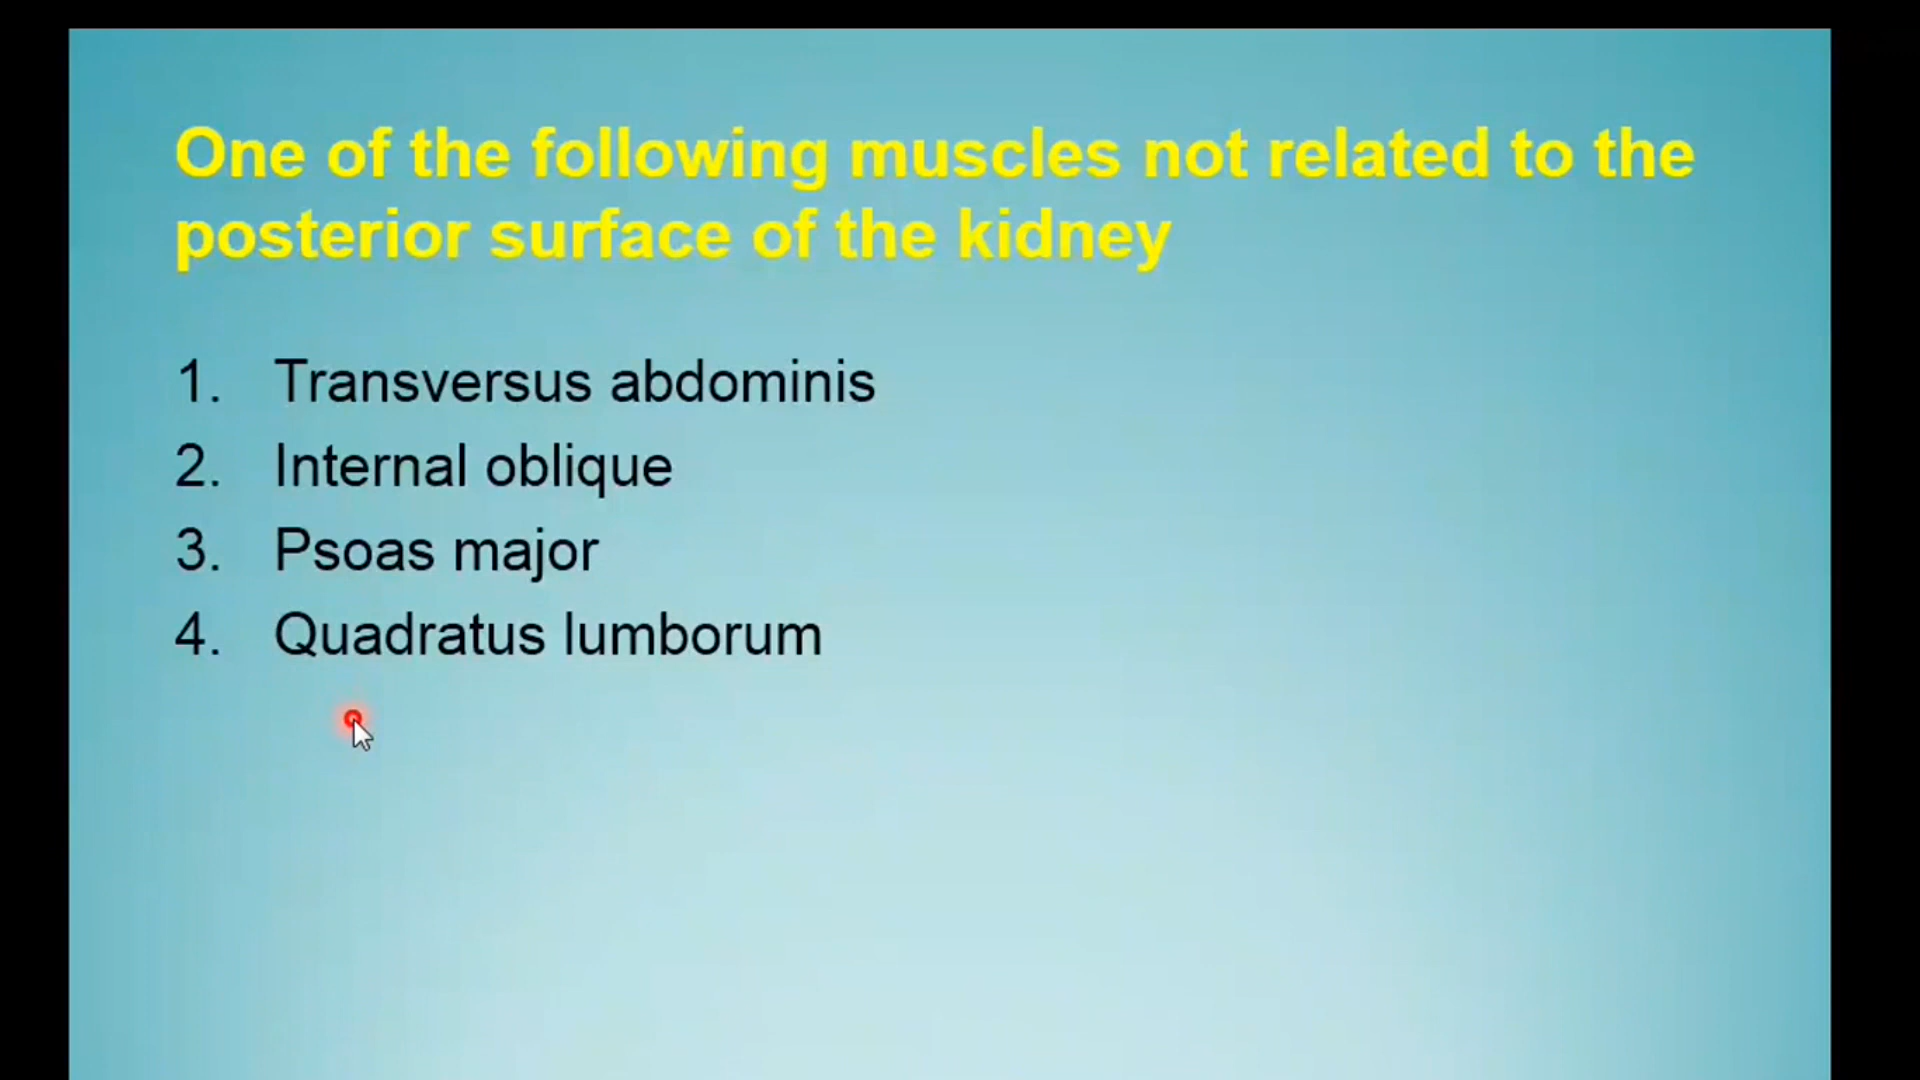 One of the following muscles not related to the
posterior surface of the kidney
1. Transversus abdominis
2. Internal oblique
3. Psoas major
4. Quadratus lumborum